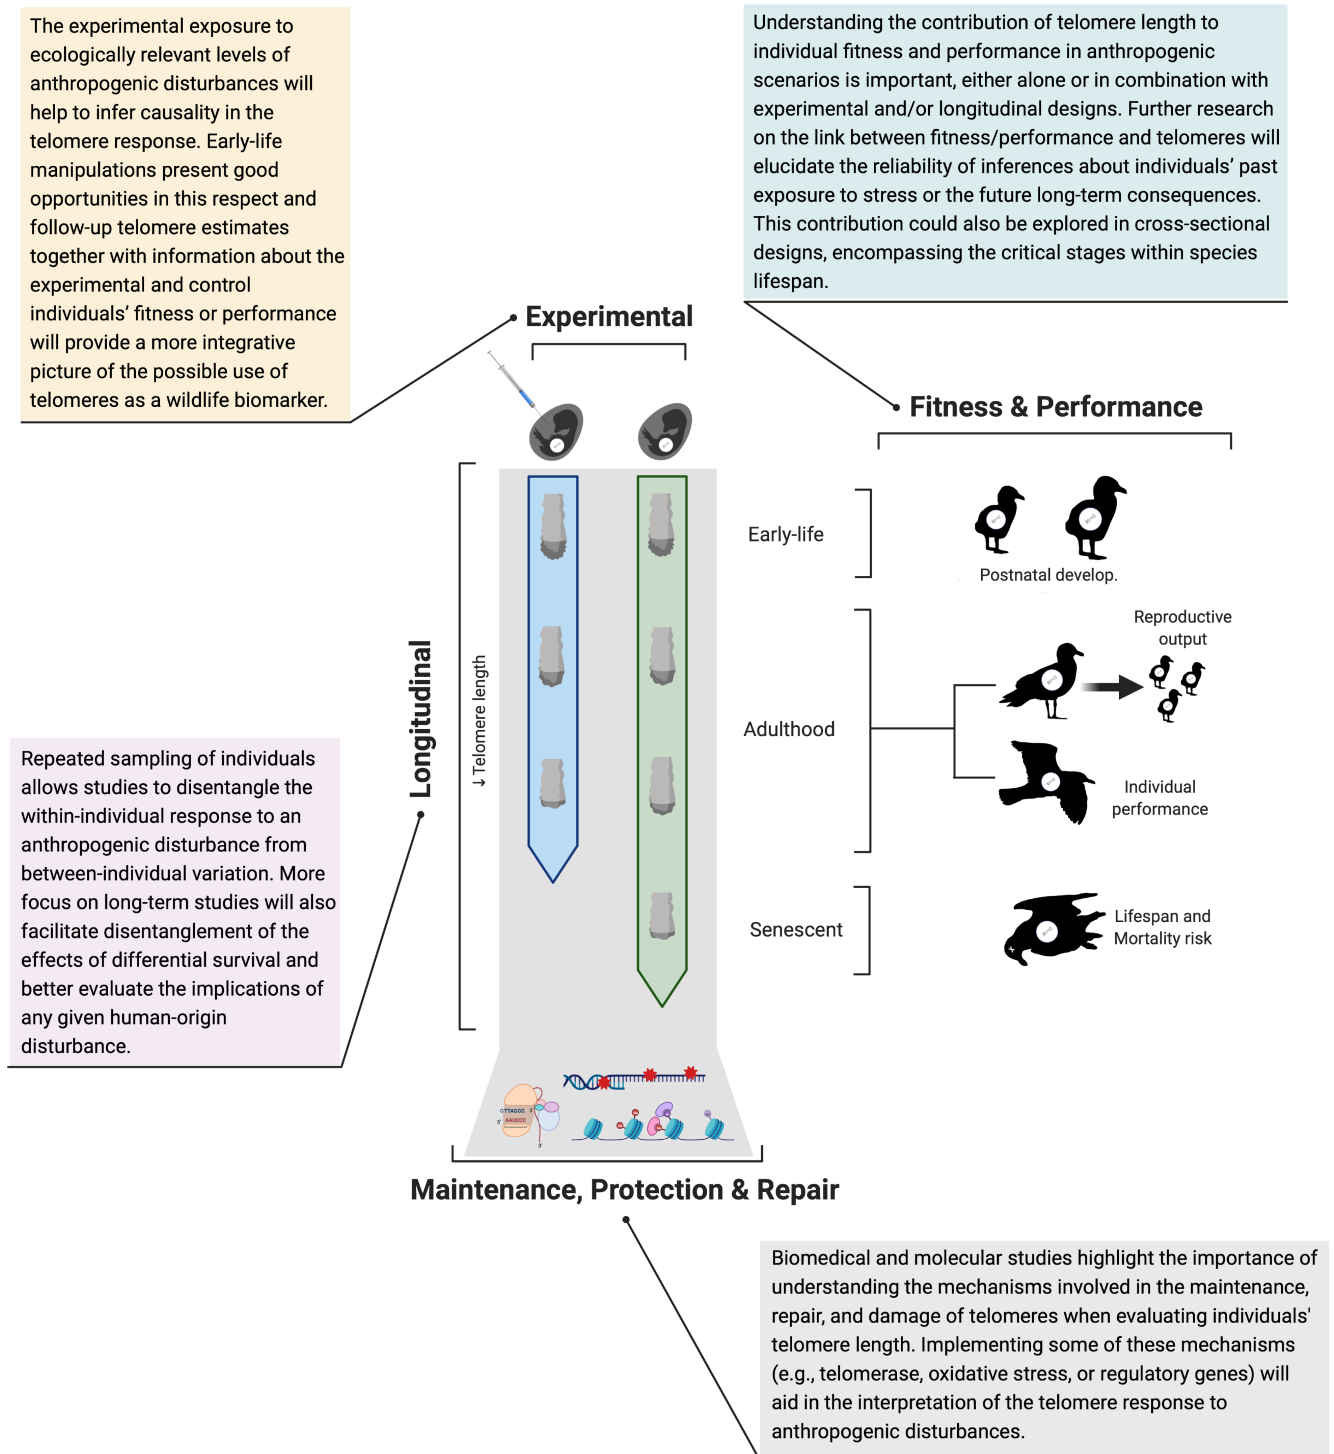 The experimental exposure to
ecologically relevant levels of
anthropogenic disturbances will
help to infer causality in the
telomere response. Early-life
manipulations present good
opportunities in this respect and
follow-up telomere estimates
together with information about the
experimental and control
individuals’ fitness or performance
will provide a more integrative
picture of the possible use of
telomeres as a wildlife biomarker.
Understanding the contribution of telomere length to
individual fitness and performance in anthropogenic
scenarios is important, either alone or in combination with
experimental and/or longitudinal designs. Further research
on the link between fitness/performance and telomeres will
elucidate the reliability of inferences about individuals’ past
exposure to stress or the future long-term consequences.
This contribution could also be explored in cross-sectional
designs, encompassing the critical stages within species
lifespan.
Experimental
Fitness & Performance
Early-life
Postnatal develop.
Reproductive
output
Longitudinal
↓ Telomere length
Adulthood
Individual
performance
Repeated sampling of individuals
allows studies to disentangle the
within-individual response to an
anthropogenic disturbance from
between-individual variation. More
focus on long-term studies will also
facilitate disentanglement of the
effects of differential survival and
better evaluate the implications of
any given human-origin
disturbance.
Senescent
Lifespan and
Mortality risk
GTTAGGG 3'
5' AAUCCC
3'
Maintenance, Protection & Repair
Biomedical and molecular studies highlight the importance of
understanding the mechanisms involved in the maintenance,
repair, and damage of telomeres when evaluating individuals'
telomere length. Implementing some of these mechanisms
(e.g., telomerase, oxidative stress, or regulatory genes) will
aid in the interpretation of the telomere response to
anthropogenic disturbances.